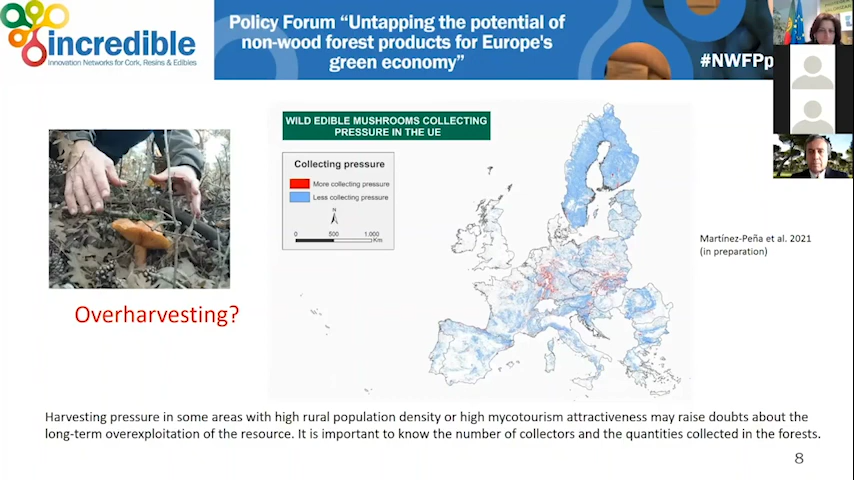 incredible
Innovation Networks for Cork, Resins & Edibles
Policy Forum “Untapping the potential of
non-wood forest products for Europe's
green economy”
#NWFPp
WILD EDIBLE MUSHROOMS COLLECTING
PRESSURE IN THE UE
Collecting pressure
More collecting pressure
Less collecting pressure
N
0 500 1.000
Km
Martínez-Peña et al. 2021
(in preparation)
Overharvesting?
Harvesting pressure in some areas with high rural population density or high mycotourism attractiveness may raise doubts about the
long-term overexploitation of the resource. It is important to know the number of collectors and the quantities collected in the forests.
8